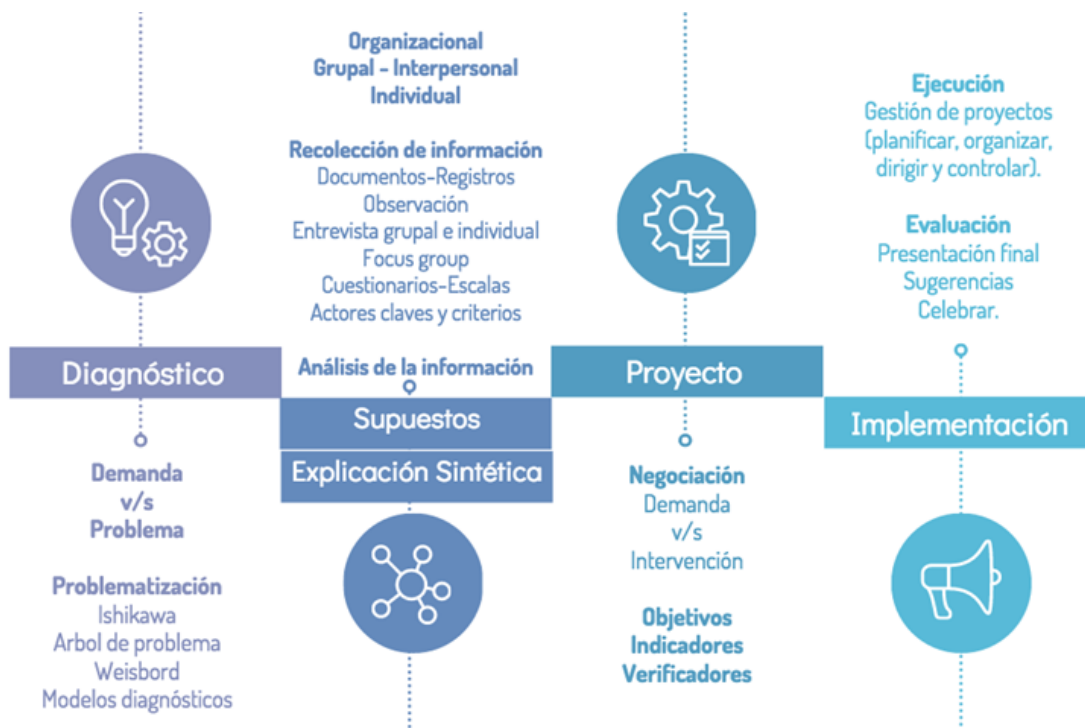 Diagnóstico
Demanda
v/s
Problema
Problematización
Ishikawa
Arbol de problema
Weisbord
Modelos diagnósticos
Organizacional
Grupal - Interpersonal
Individual
Recolección de información
Documentos-Registros
Observación
Entrevista grupal e individual
Focus group
Cuestionarios-Escalas
Actores claves y criterios
Análisis de la información
Supuestos
Explicación Sintética
Proyecto
Negociación
Demanda
v/s
Intervención
Objetivos
Indicadores
Verificadores
Ejecución
Gestión de proyectos
(planificar, organizar,
dirigir y controlar).
Evaluación
Presentación final
Sugerencias
Celebrar.
Implementación